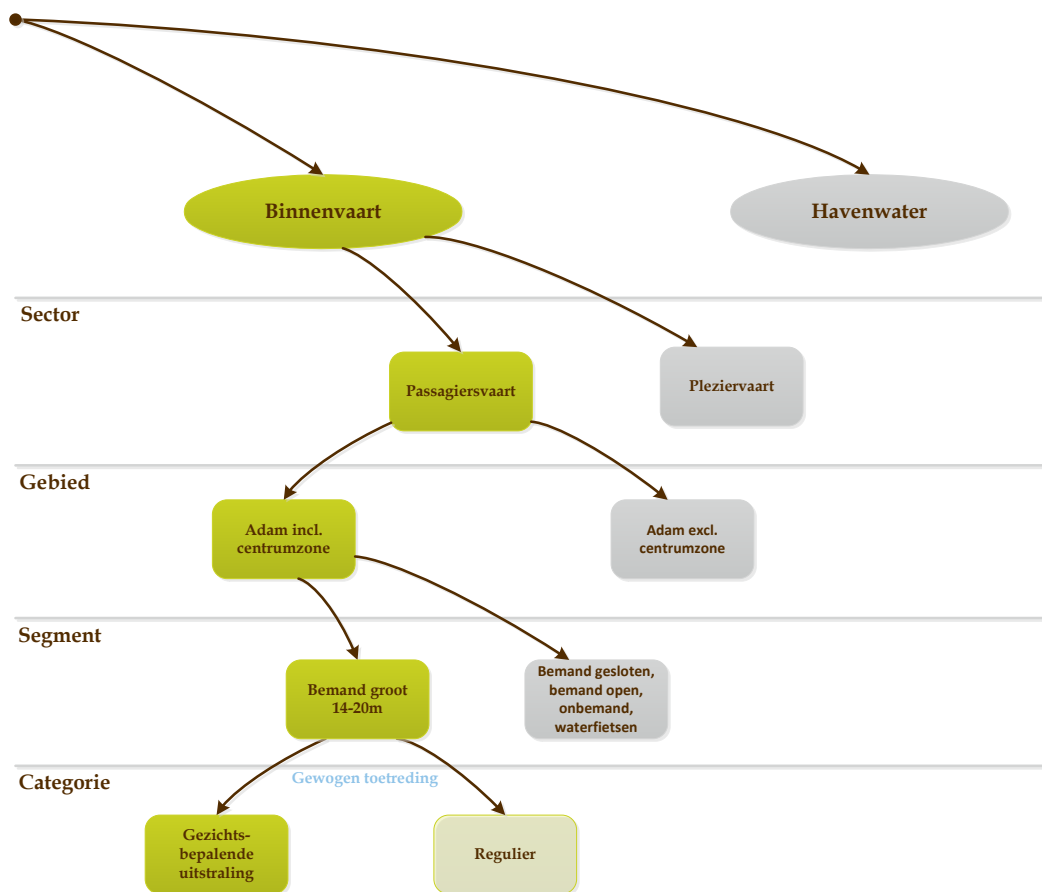 Binnenvaart
Havenwater
Sector
Passagiersvaart
Pleziervaart
Gebied
Adam incl.
centrumzone
Adam excl.
centrumzone
Segment
Bemand groot
14-20m
Bemand gesloten,
bemand open,
onbemand,
waterfietsen
Categorie
Gewogen toetreding
Gezichts-
bepalende
uitstraling
Regulier